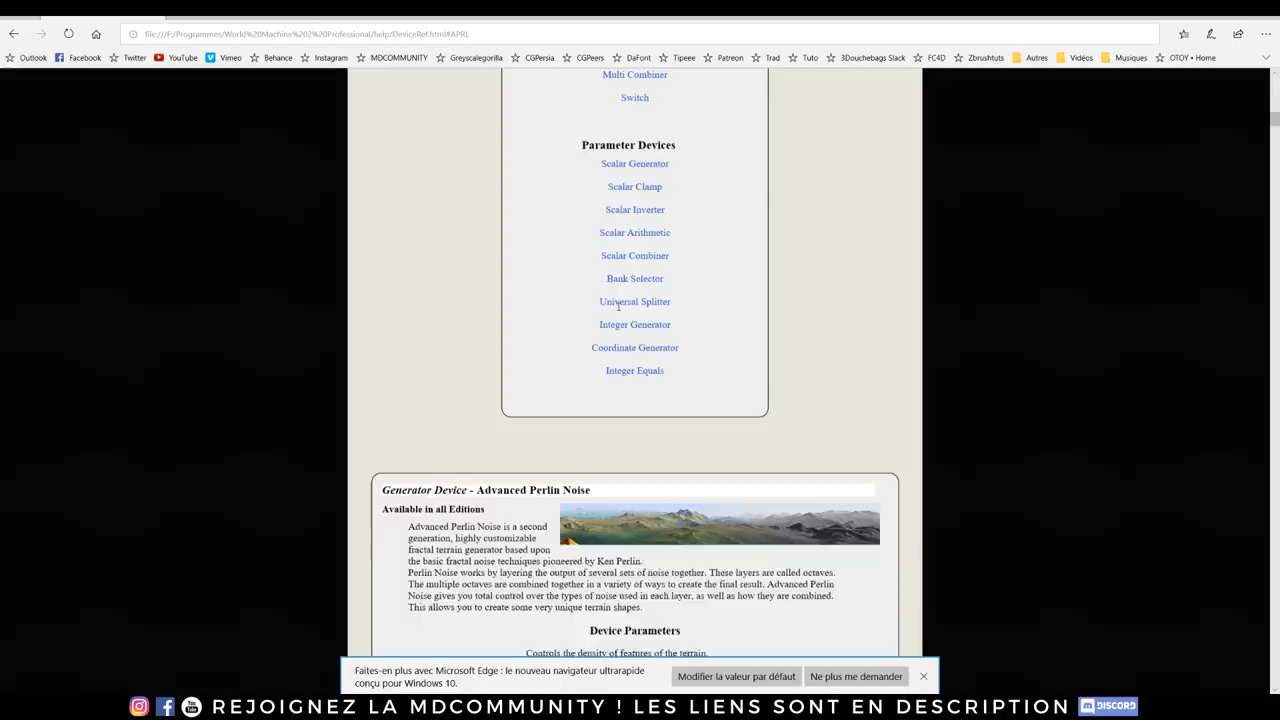 file:///F:/Programmes/World%20Machine%202%20Professional/help/DeviceRef.html#APRL
Outlook Facebook Twitter YouTube Vimeo Behance Instagram MDCOMMUNITY Greyscalegorilla CGPersia CGPeers DaFont Tipeee Patreon Trad Tuto 3Douchebags Slack FC4D Zbrushtuts Autres Vidéos Musiques OTOY • Home
Multi Combiner
Switch
Parameter Devices
Scalar Generator
Scalar Clamp
Scalar Inverter
Scalar Arithmetic
Scalar Combiner
Bank Selector
Universal Splitter
Integer Generator
Coordinate Generator
Integer Equals
Generator Device - Advanced Perlin Noise
Available in all Editions
Advanced Perlin Noise is a second
generation, highly customizable
fractal terrain generator based upon
the basic fractal noise techniques pioneered by Ken Perlin.
Perlin Noise works by layering the output of several sets of noise together. These layers are called octaves.
The multiple octaves are combined together in a variety of ways to create the final result. Advanced Perlin
Noise gives you total control over the types of noise used in each layer, as well as how they are combined.
This allows you to create some very unique terrain shapes.
Device Parameters
Controls the density of features of the terrain.
Faites-en plus avec Microsoft Edge : le nouveau navigateur ultrarapide
conçu pour Windows 10.
Modifier la valeur par défaut
Ne plus me demander
REJOIGNEZ LA MDCOMMUNITY ! LES LIENS SONT EN DESCRIPTION DISCORD